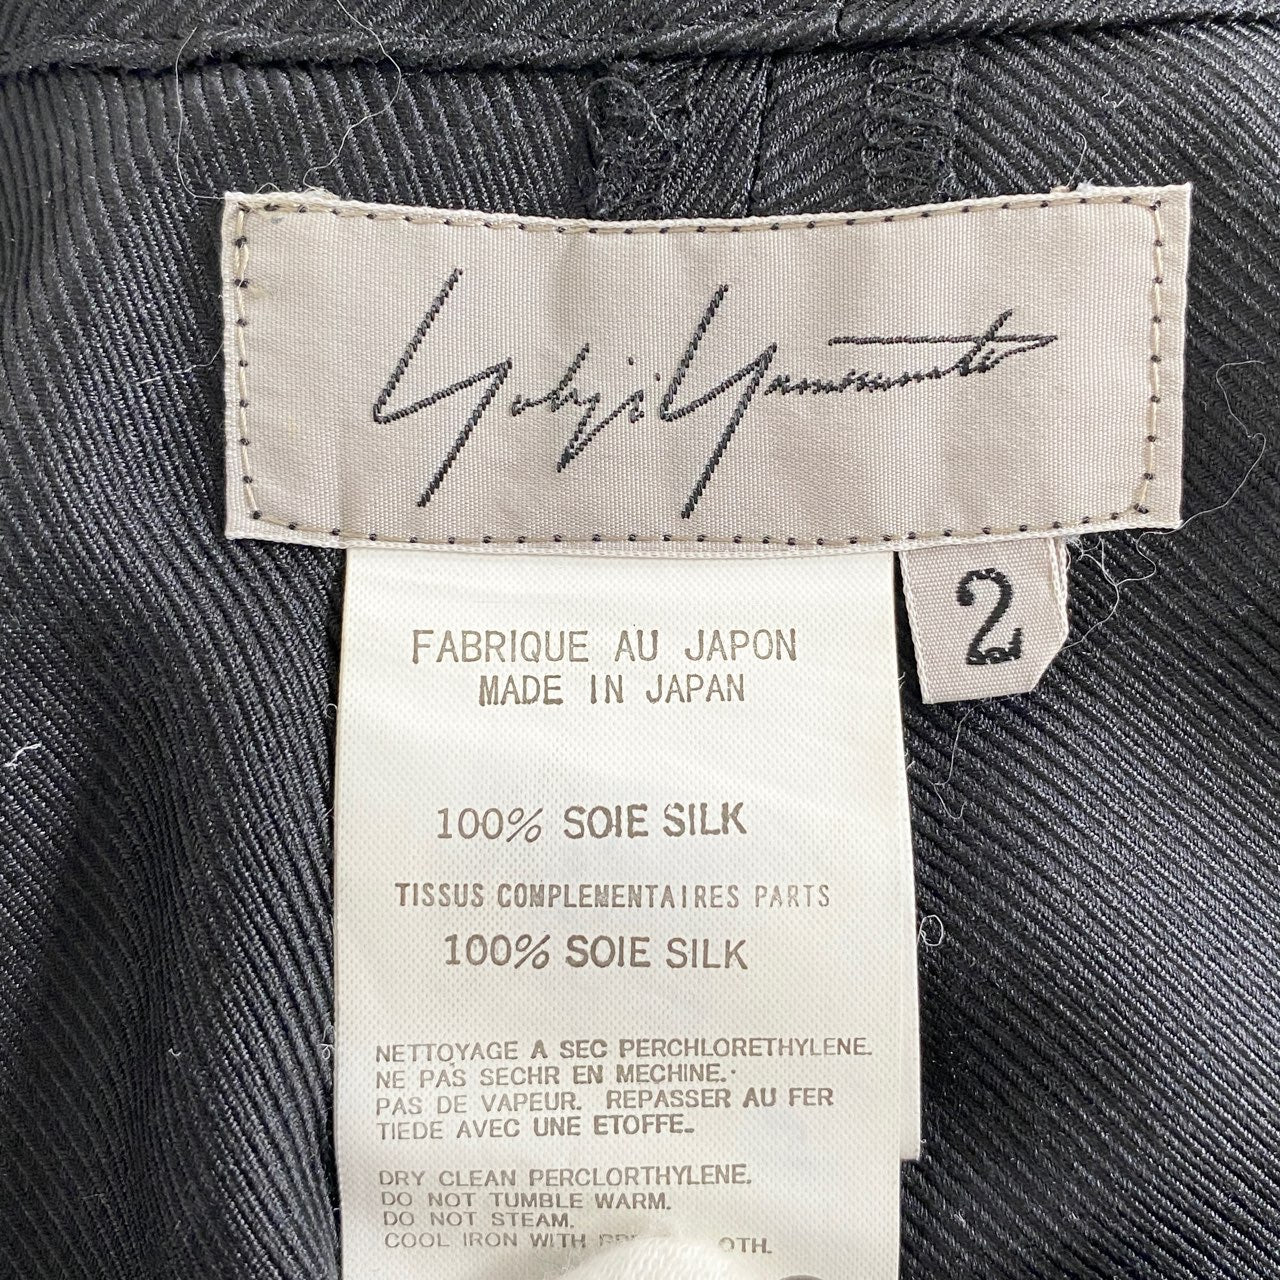 Yohji Yamamoto
2
FABRIQUE AU JAPON
MADE IN JAPAN
100% SOIE SILK
TISSUS COMPLEMENTAIRES PARTS
100% SOIE SILK
NETTOYAGE A SEC PERCHLORETHYLENE.
NE PAS SECHR EN MECHINE.
PAS DE VAPEUR. REPASSER AU FER
TIEDE AVEC UNE ETOFFE.
DRY CLEAN PERCLORTHYLENE.
DO NOT TUMBLE WARM.
DO NOT STEAM.
COOL IRON WITH